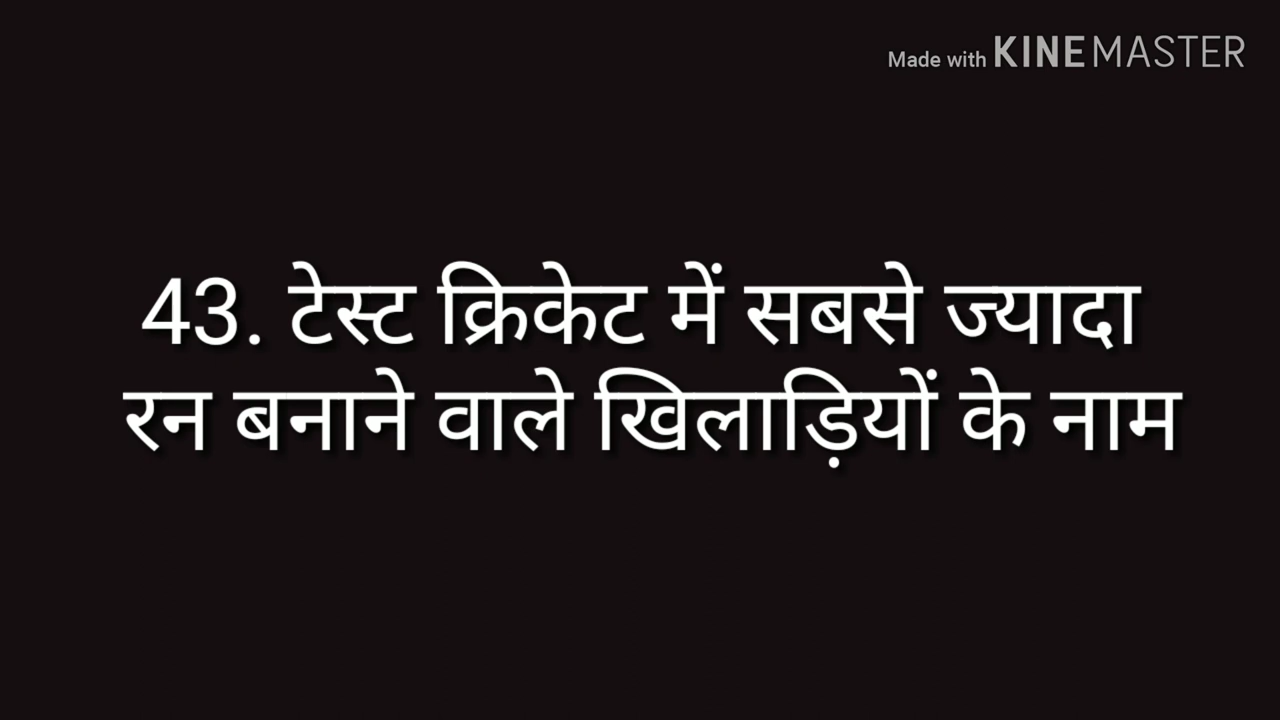 Made with KINEMASTER
43. टेस्ट क्रिकेट में सबसे ज्यादा
रन बनाने वाले खिलाड़ियों के नाम